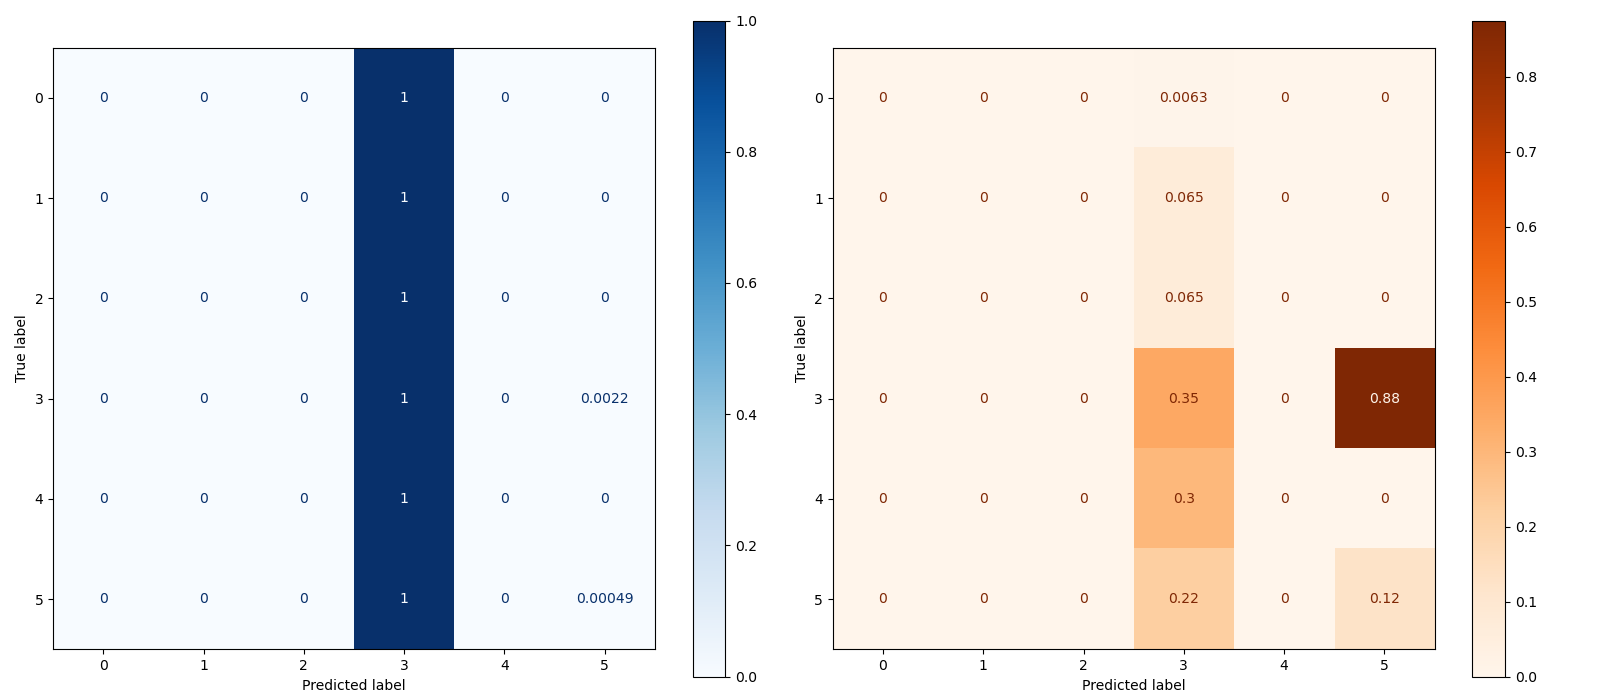 0 0 0 0 1 0 0
1 0 0 0 1 0 0
2 0 0 0 1 0 0
3 0 0 0 1 0 0.0022
4 0 0 0 1 0 0
5 0 0 0 1 0 0.00049
0 1 2 3 4 5
True label
Predicted label
1.0
0.8
0.6
0.4
0.2
0.0
0 0 0 0 0.0063 0 0
1 0 0 0 0.065 0 0
2 0 0 0 0.065 0 0
3 0 0 0 0.35 0 0.88
4 0 0 0 0.3 0 0
5 0 0 0 0.22 0 0.12
0 1 2 3 4 5
True label
Predicted label
0.8
0.7
0.6
0.5
0.4
0.3
0.2
0.1
0.0